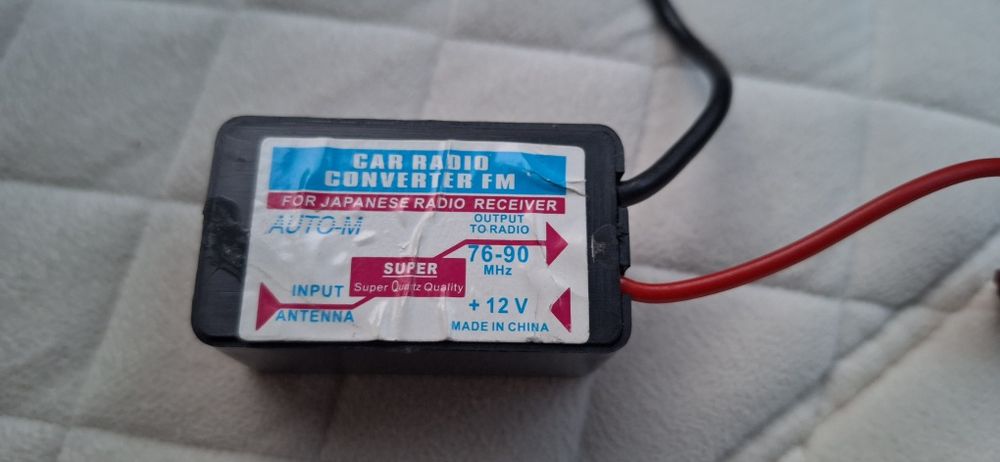 CAR RADIO
CONVERTER FM
FOR JAPANESE RADIO RECEIVER
AUTO-M
OUTPUT
TO RADIO
76-90
MHz
SUPER
Super Quartz Quality
INPUT
ANTENNA
+ 12 V
MADE IN CHINA